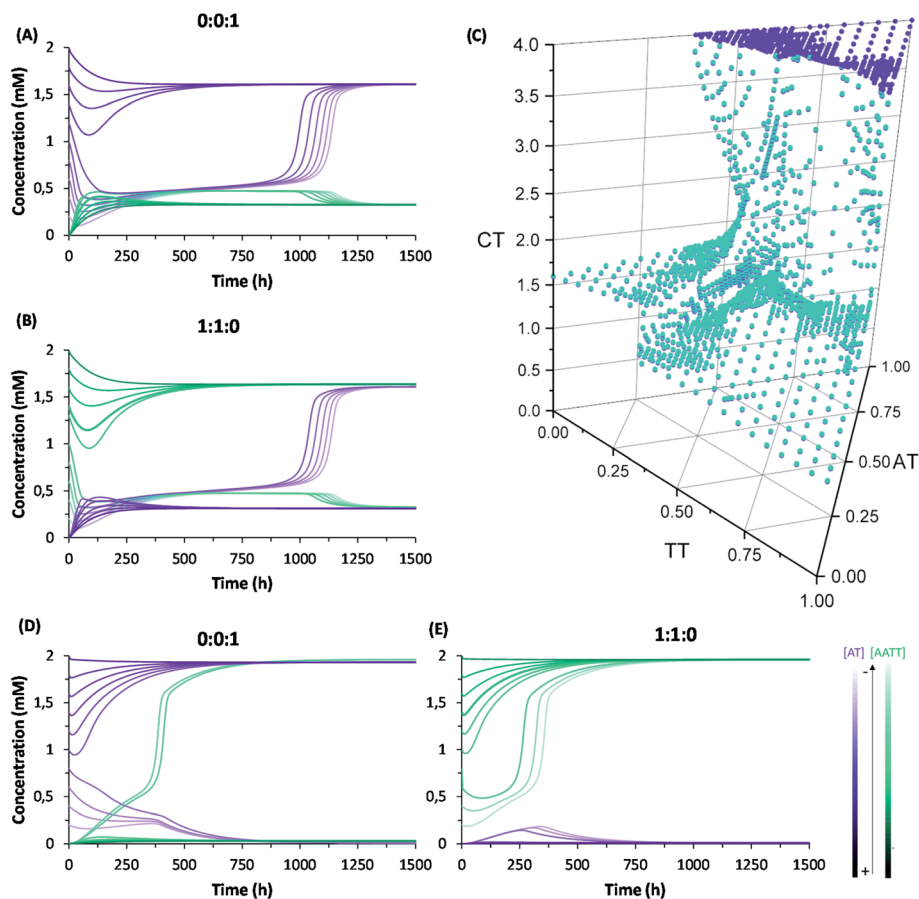 (A)
0:0:1
Concentration (mM)
2
1,5
1
0,5
0
0 250 500 750 1000 1250 1500
Time (h)
(B)
1:1:0
Concentration (mM)
2
1,5
1
0,5
0
0 250 500 750 1000 1250 1500
Time (h)
(C)
4.0
3.5
3.0
2.5
2.0
1.5
1.0
0.5
0.0
CT
0.00
0.25
0.50
0.75
1.00
TT
1.00
0.75
0.50
0.25
0.00
AT
(D)
0:0:1
Concentration (mM)
2
1,5
1
0,5
0
0 250 500 750 1000 1250 1500
Time (h)
(E)
1:1:0
2
1,5
1
0,5
0
0 250 500 750 1000 1250 1500
Time (h)
[AT] [AATT]
-
+